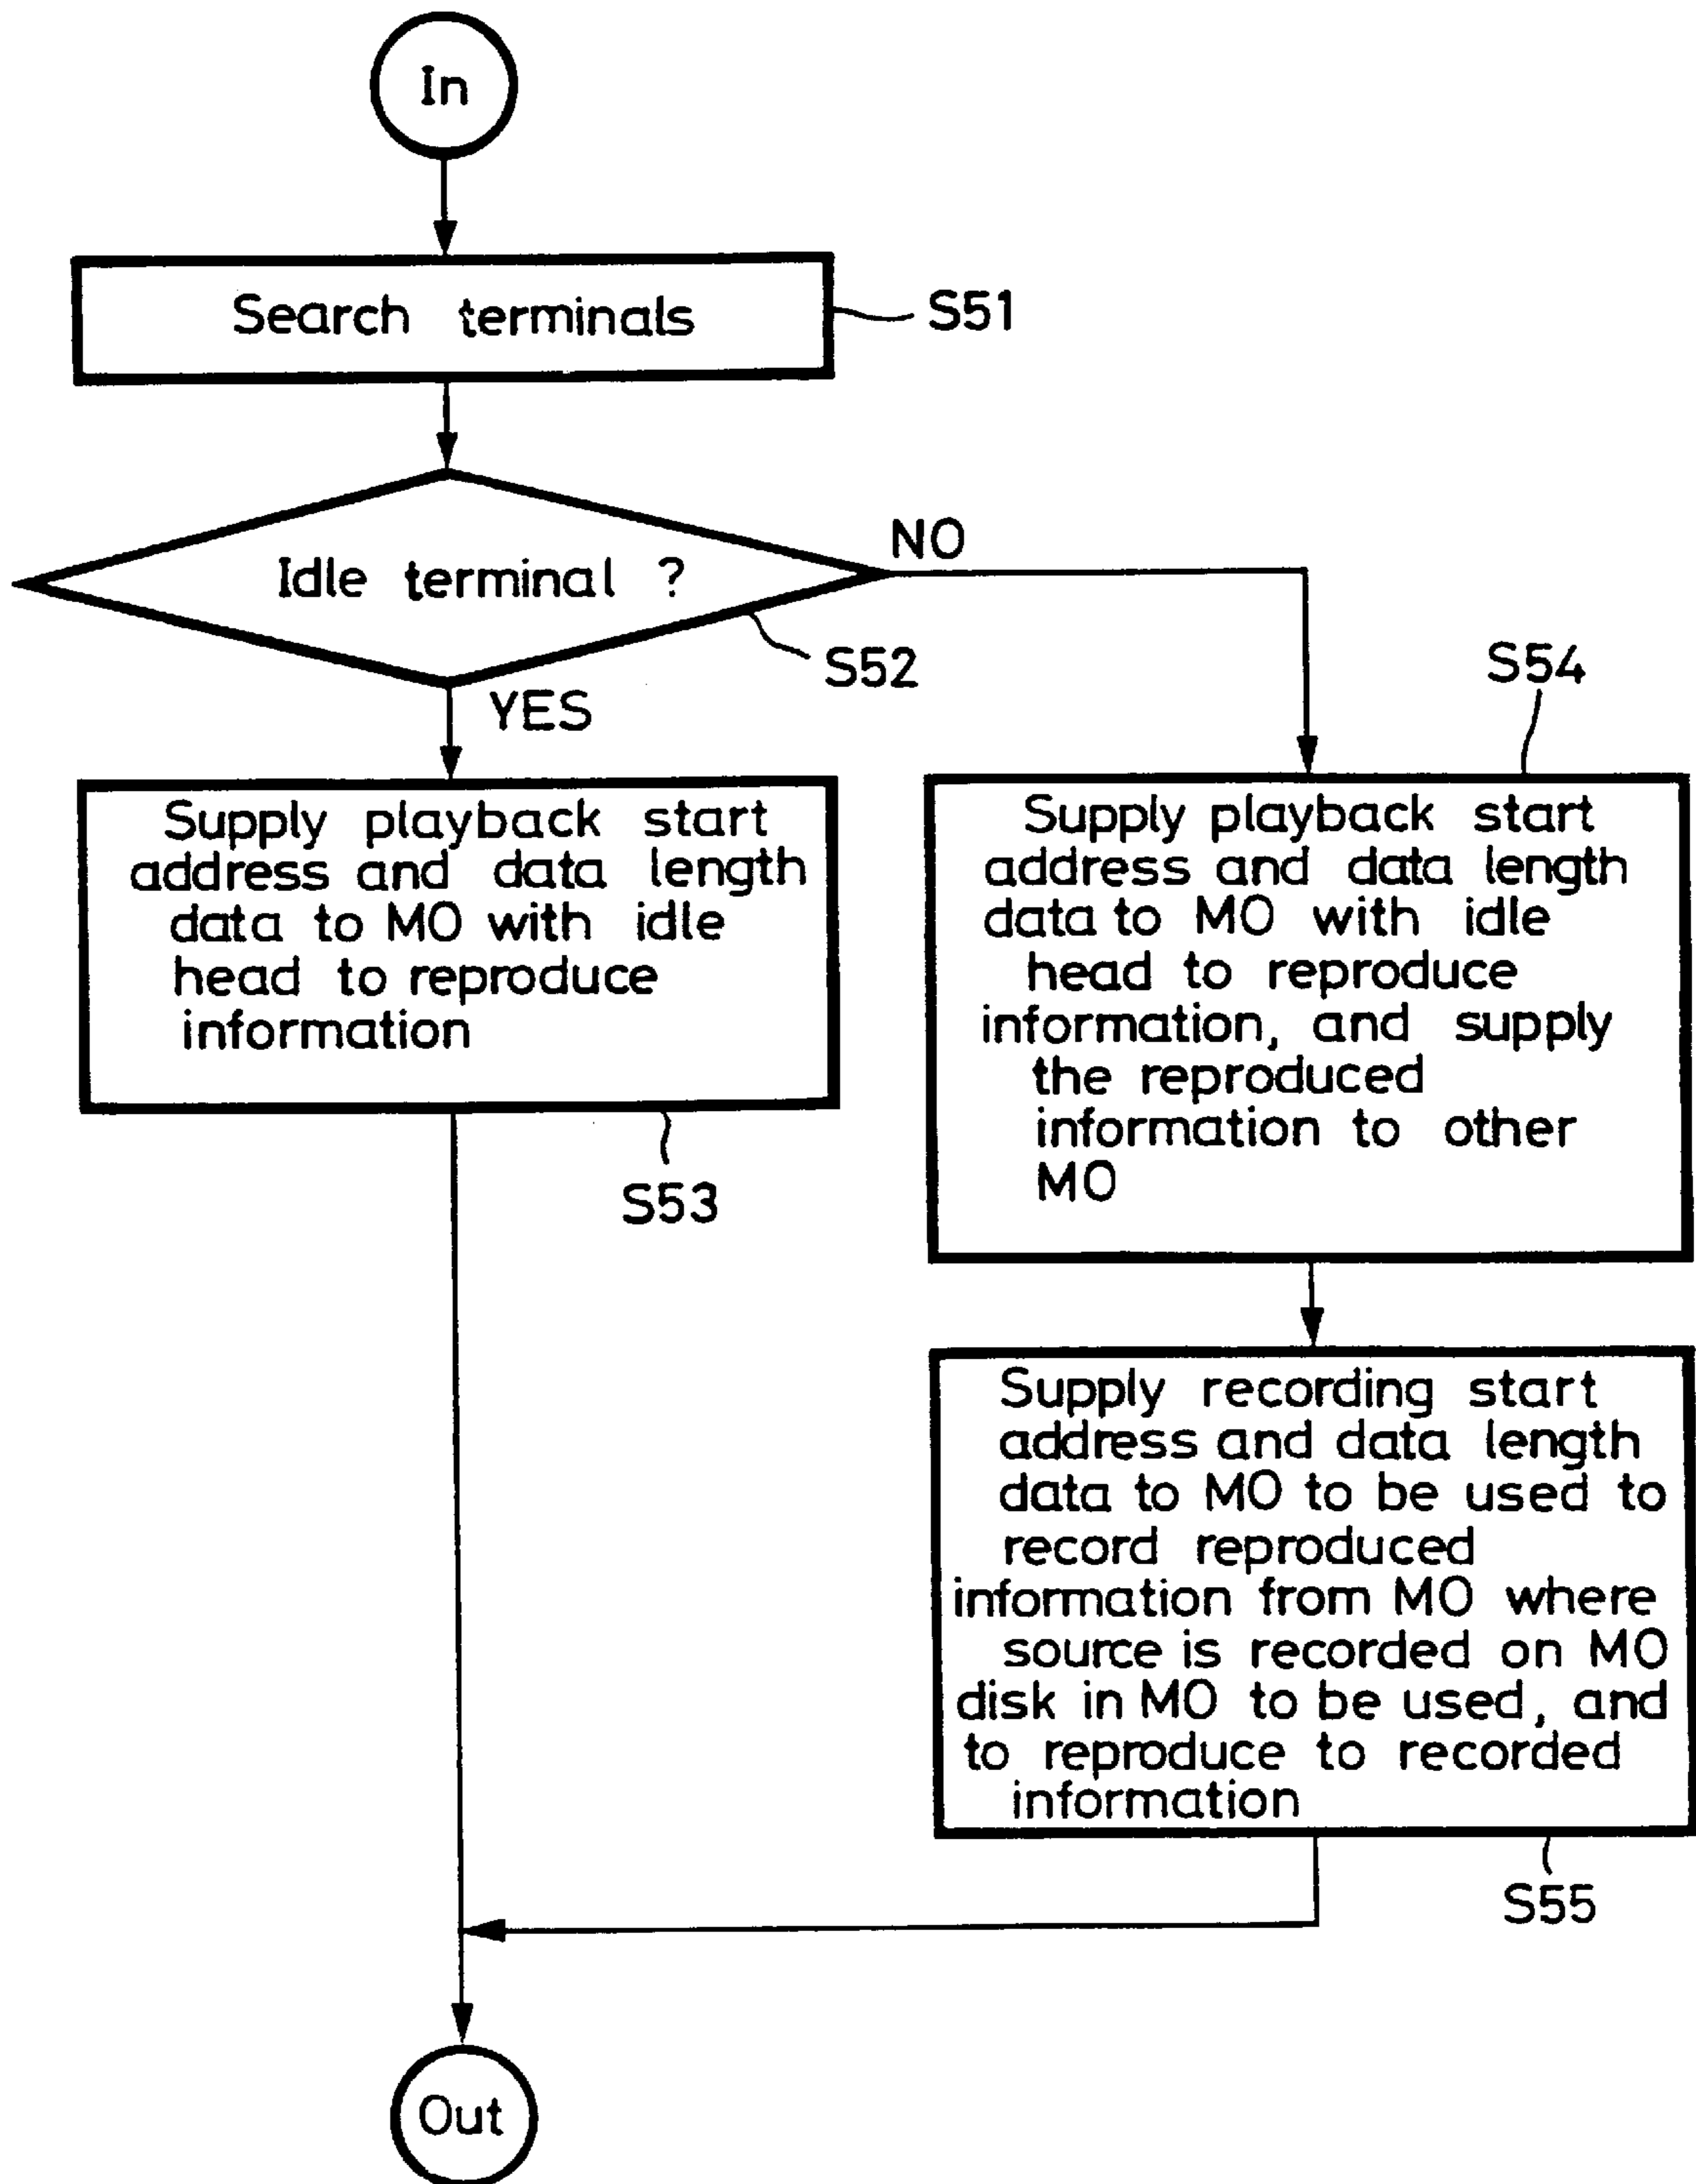 In
Search terminals
S51
Idle terminal ?
NO
S52
YES
Supply playback start
address and data length
data to MO with idle
head to reproduce
information
S53
S54
Supply playback start
address and data length
data to MO with idle
head to reproduce
information, and supply
the reproduced
information to other
MO
Supply recording start
address and data length
data to MO to be used to
record reproduced
information from MO where
source is recorded on MO
disk in MO to be used, and
to reproduce to recorded
information
S55
Out